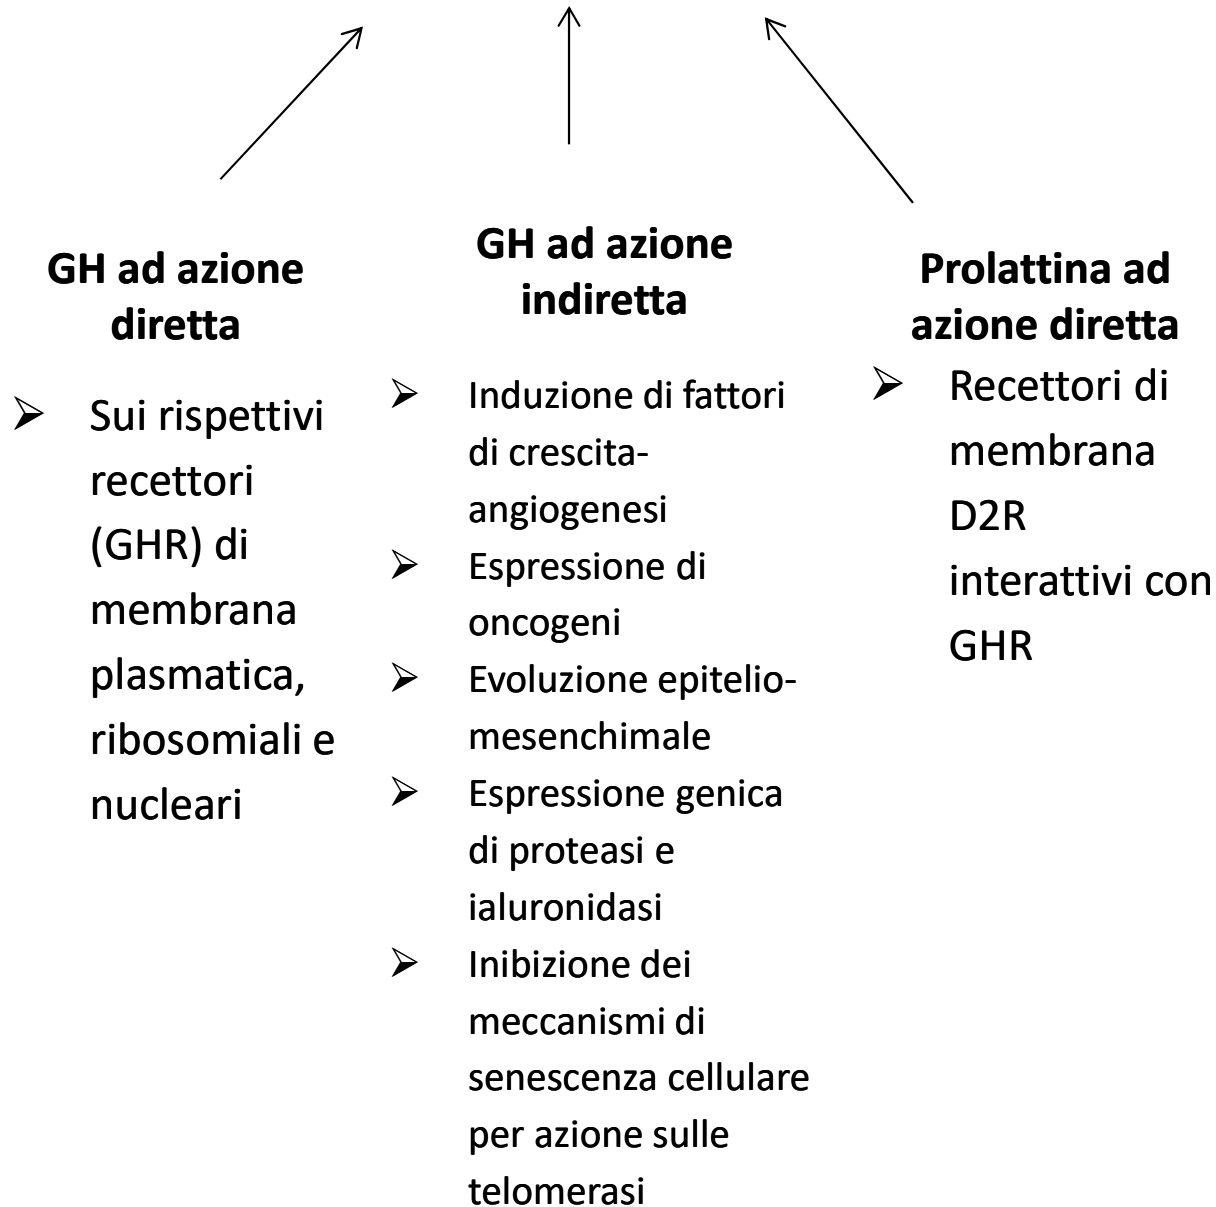 GH ad azione
diretta
Sui rispettivi
recettori
(GHR) di
membrana
plasmatica,
ribosomiali e
nucleari
GH ad azione
indiretta
Induzione di fattori
di crescita-
angiogenesi
Espressione di
oncogeni
Evoluzione epitelio-
mesenchimale
Espressione genica
di proteasi e
ialuronidasi
Inibizione dei
meccanismi di
senescenza cellulare
per azione sulle
telomerasi
Prolattina ad
azione diretta
Recettori di
membrana
D2R
interattivi con
GHR